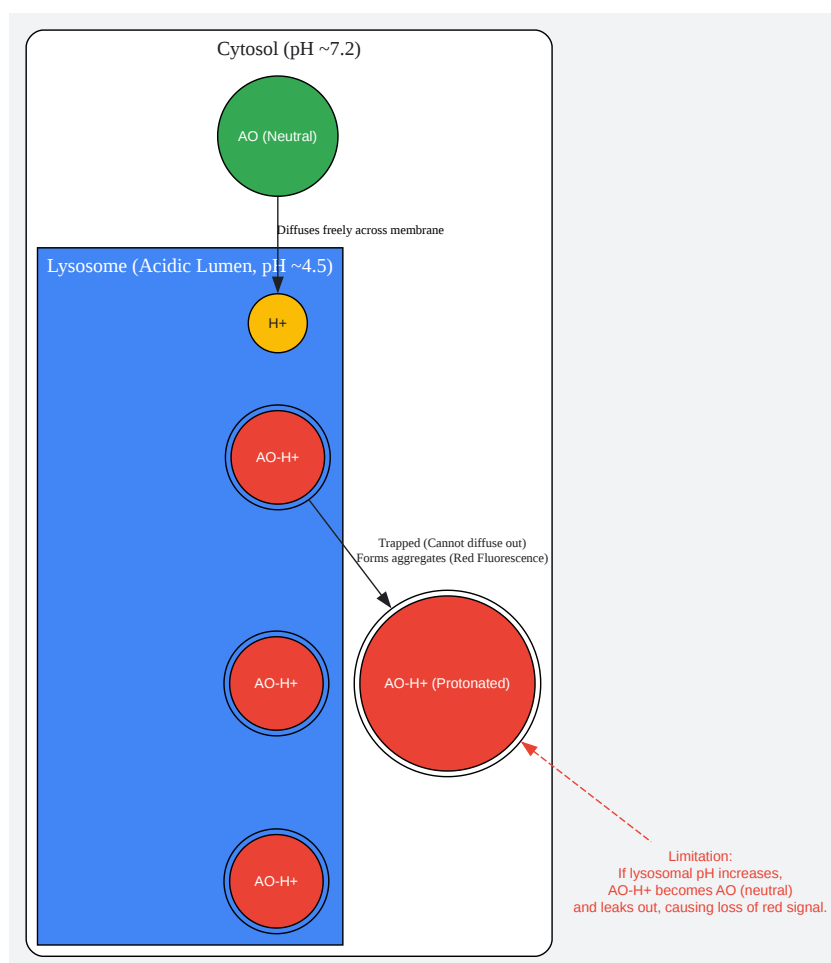 Cytosol (pH ~7.2)
AO (Neutral)
Diffuses freely across membrane
Lysosome (Acidic Lumen, pH ~4.5)
H+
AO-H+
Trapped (Cannot diffuse out)
Forms aggregates (Red Fluorescence)
AO-H+
AO-H+ (Protonated)
Limitation:
If lysosomal pH increases,
AO-H+ becomes AO (neutral)
and leaks out, causing loss of red signal.
AO-H+